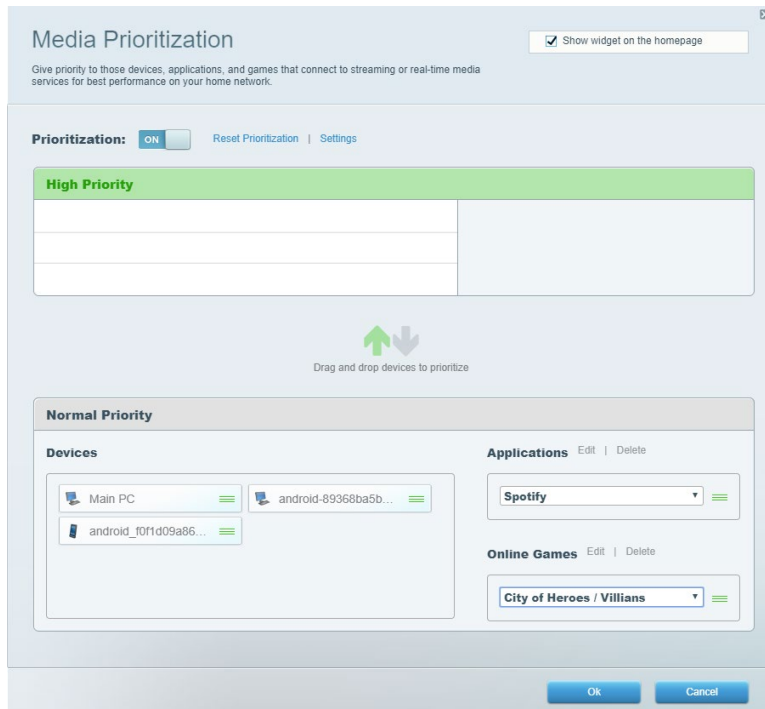 Media Prioritization
Show widget on the homepage
Give priority to those devices, applications, and games that connect to streaming or real-time media
services for best performance on your home network.
Prioritization: ON Reset Prioritization | Settings
High Priority
Drag and drop devices to prioritize
Normal Priority
Devices
Main PC
android-89368ba5b...
android_f0f1d09a86...
Applications Edit | Delete
Spotify
Online Games Edit | Delete
City of Heroes / Villians
Ok
Cancel